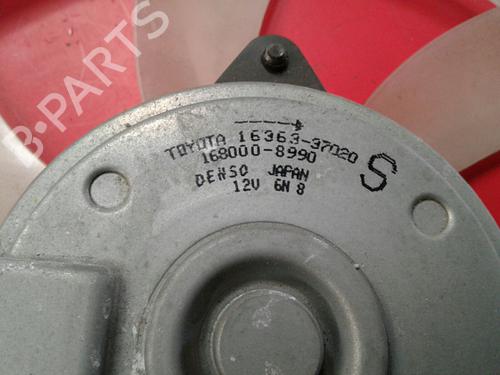 B-PARTS
TOYOTA 16363-37020
168000-8990
S
DENSO JAPAN
12V 6N 8